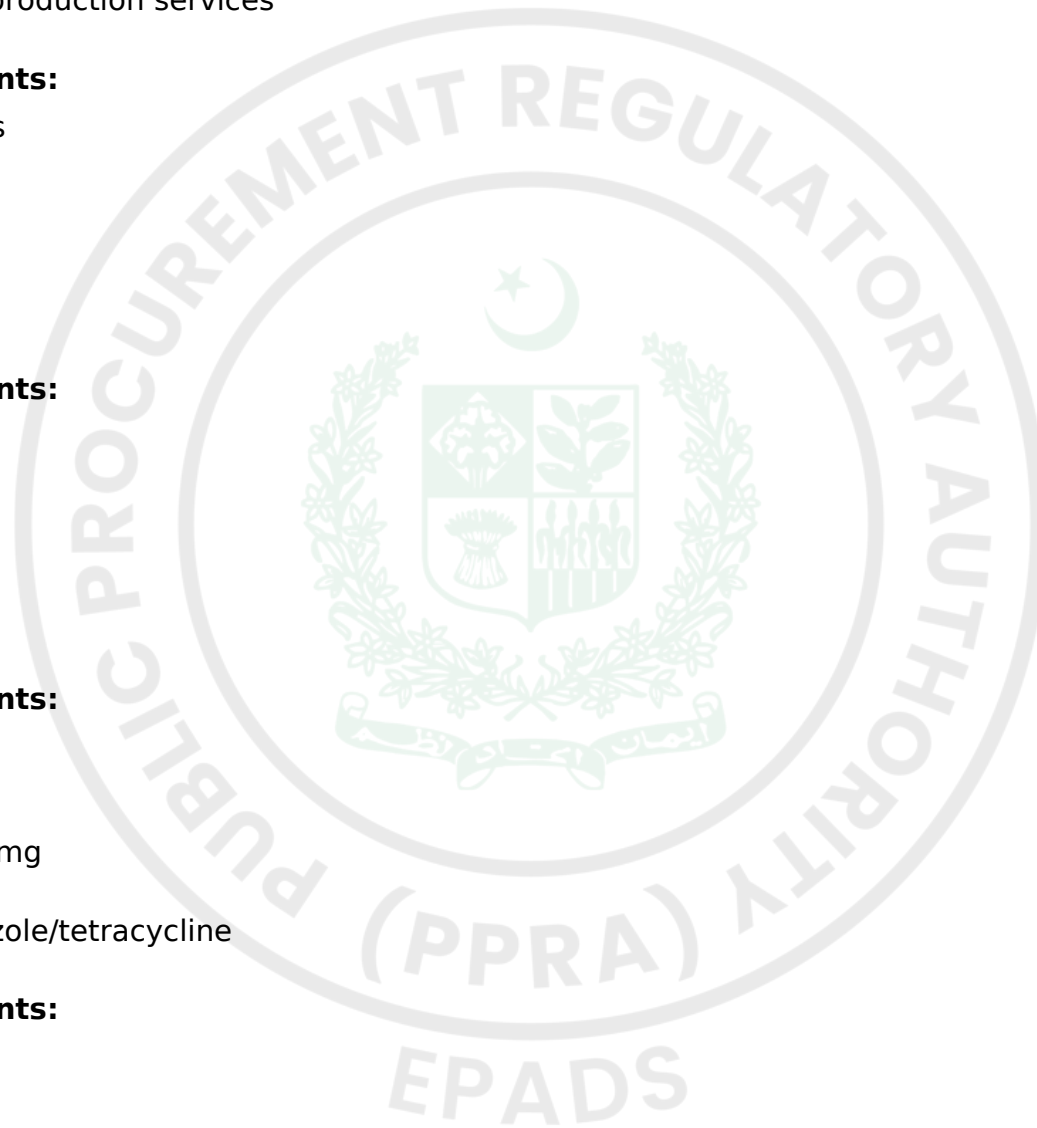 production services
nts:
s
nts:
nts:
mg
zole/tetracycline
nts:
PUBLIC PROCUREMENT REGULATORY AUTHORITY
(PPRA)
EPADS